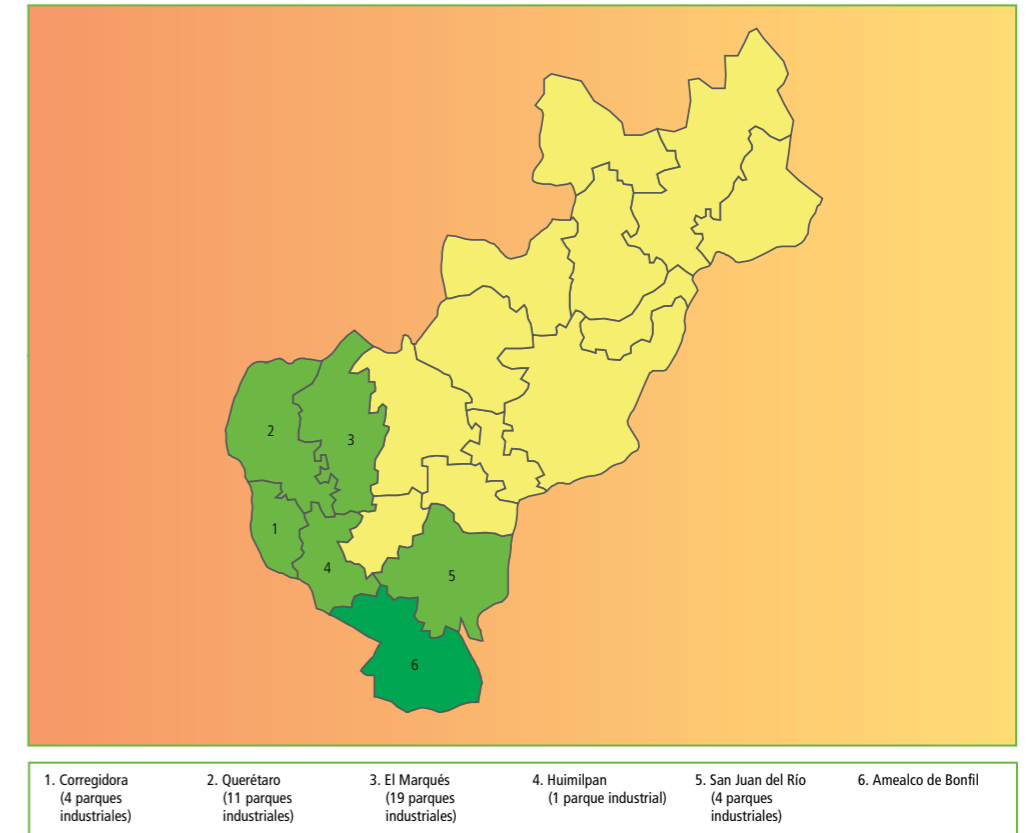 2
3
1
4
5
6
1. Corregidora
(4 parques
industriales)
2. Querétaro
(11 parques
industriales)
3. El Marqués
(19 parques
industriales)
4. Huimilpan
(1 parque industrial)
5. San Juan del Río
(4 parques
industriales)
6. Amealco de Bonfil